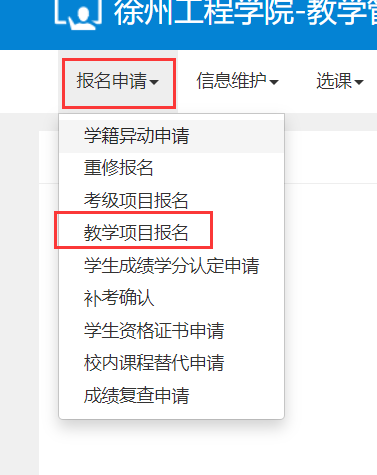 徐州工程学院-教学管
报名申请 信息维护 选课
学籍异动申请
重修报名
考级项目报名
教学项目报名
学生成绩学分认定申请
补考确认
学生资格证书申请
校内课程替代申请
成绩复查申请